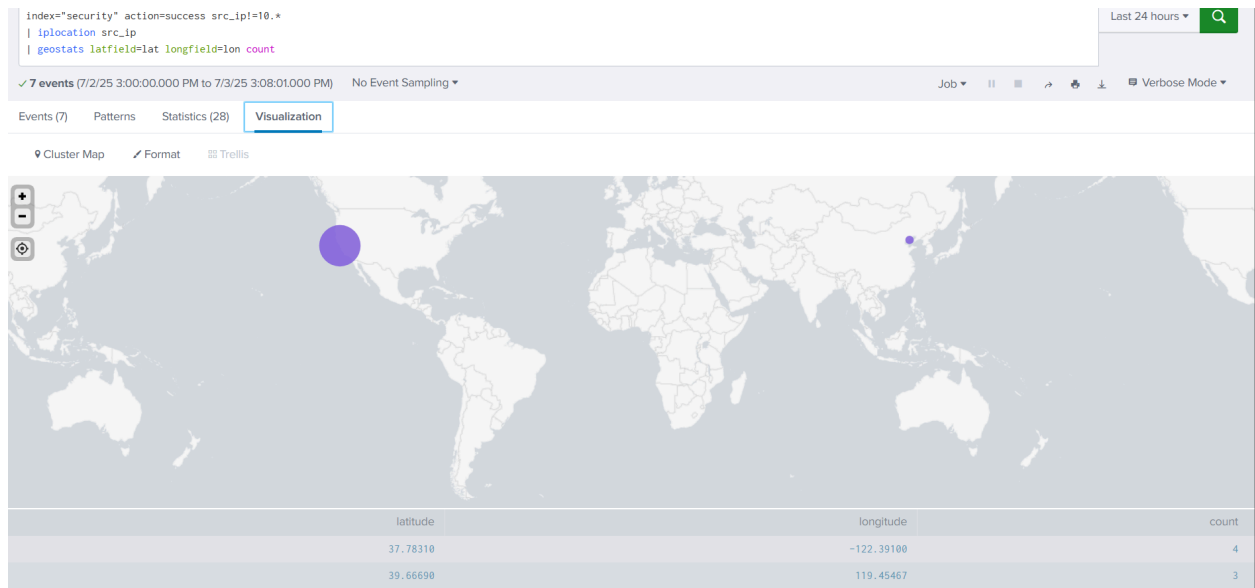 index="security" action=success src_ip!=10.*
| iplocation src_ip
| geostats latfield=lat longfield=lon count
Last 24 hours
7 events (7/2/25 3:00:00.000 PM to 7/3/25 3:08:01.000 PM) No Event Sampling
Job Verbose Mode
Events (7) Patterns Statistics (28) Visualization
Cluster Map Format Trellis
+
-
latitude longitude count
37.78310 -122.39100 4
39.66690 119.45467 3